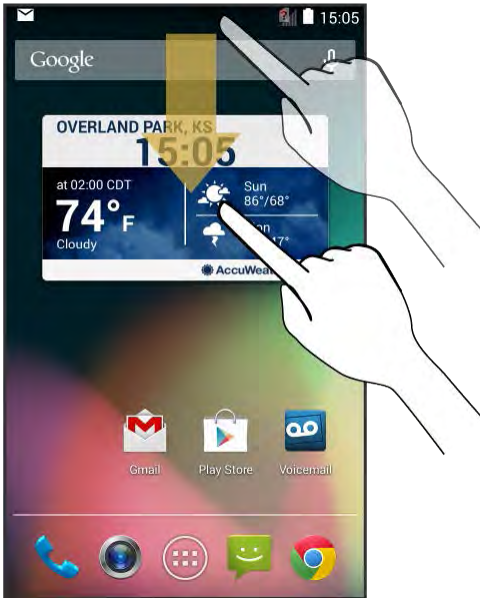 15:05
Google
OVERLAND PARK, KS
15:05
at 02:00 CDT
74°F
Cloudy
Sun
86°/68°
AccuWea
Gmail
Play Store
Voicemail